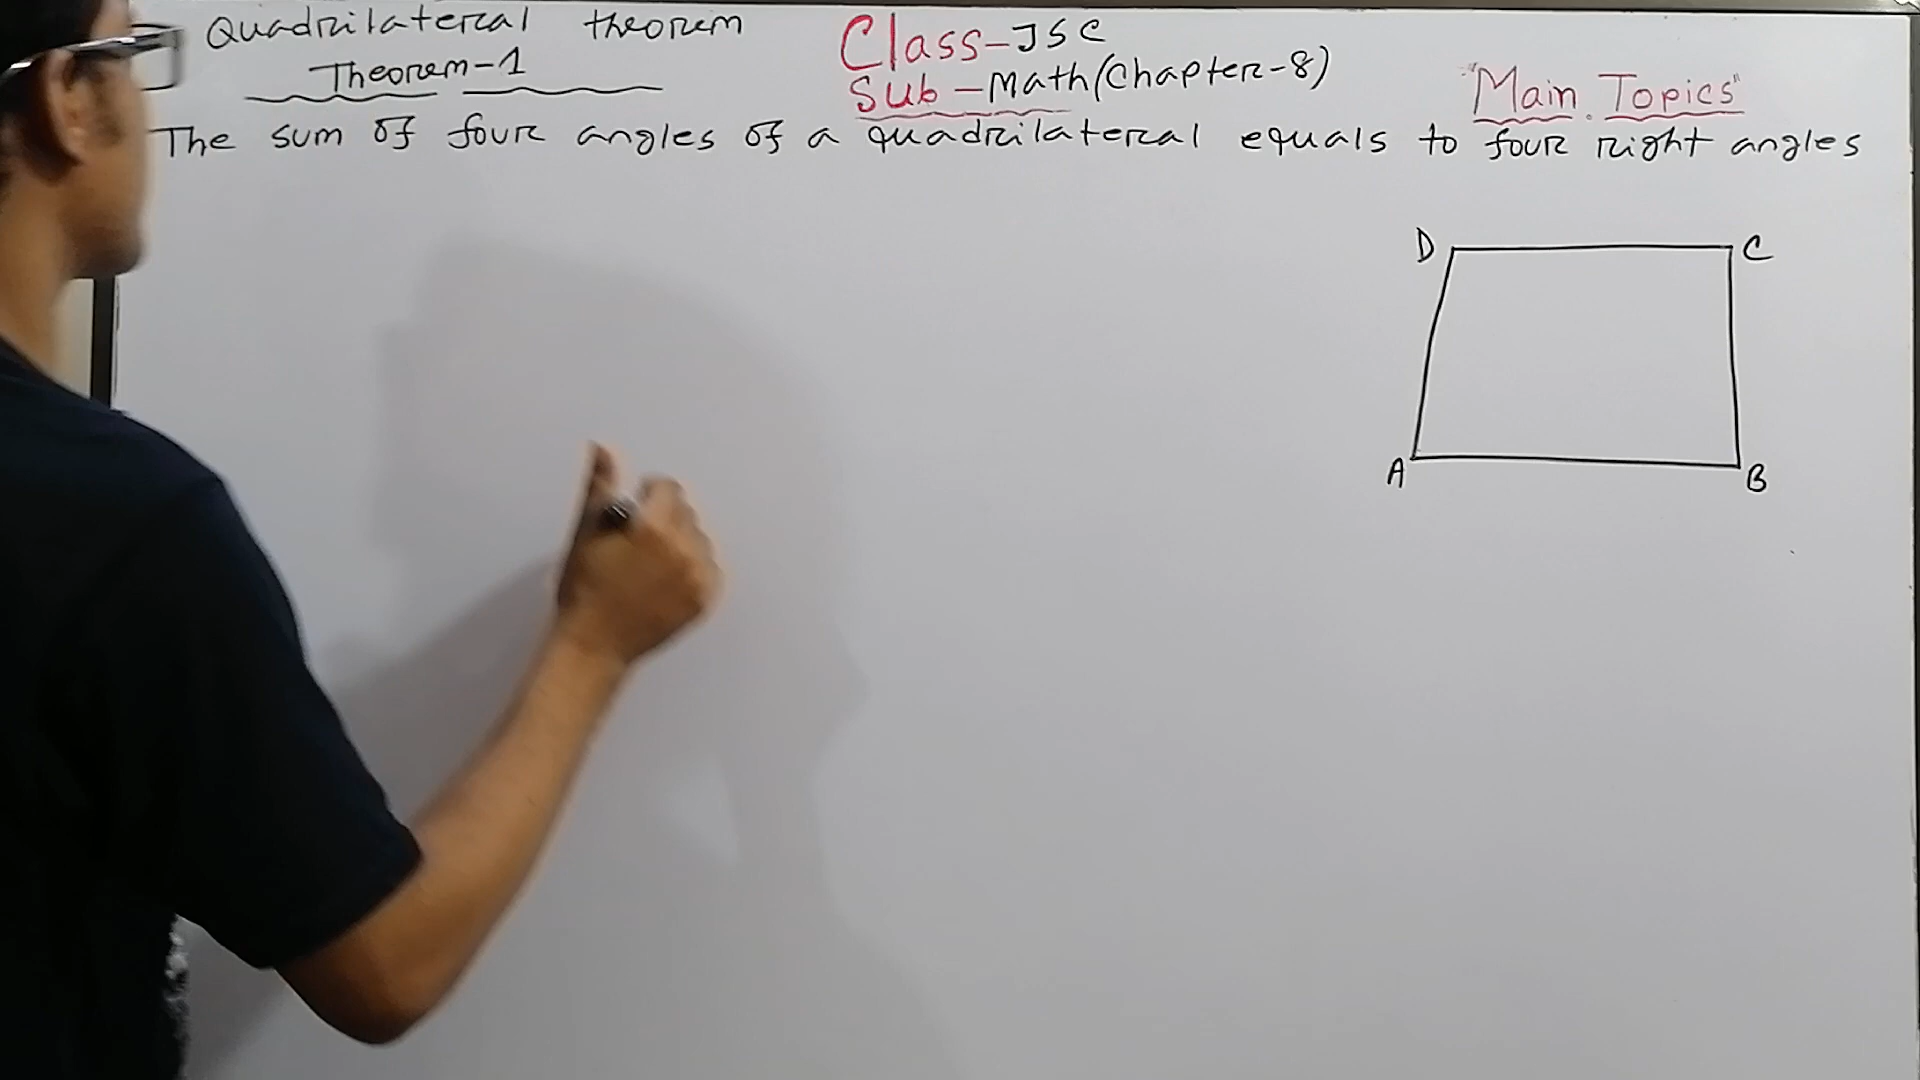 Quadrilateral theorem
Theorem-1
Class-JSC
Sub-Math(Chapter-8)
"Main Topics"
The sum of four angles of a quadrilateral equals to four right angles
D C
A B